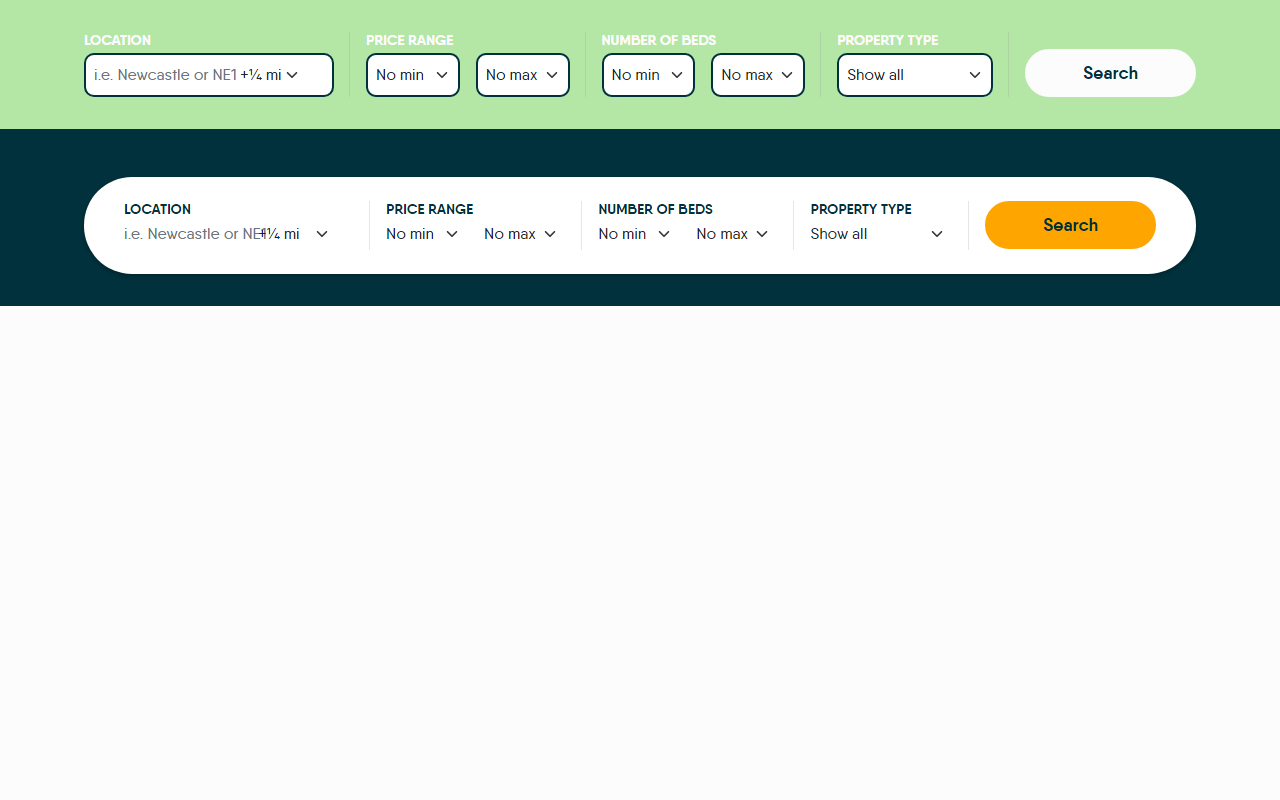 LOCATION PRICE RANGE NUMBER OF BEDS PROPERTY TYPE
i.e. Newcastle or NE1 +¼ mi No min No max No min No max Show all Search
LOCATION PRICE RANGE NUMBER OF BEDS PROPERTY TYPE
i.e. Newcastle or NE1 +¼ mi No min No max No min No max Show all Search